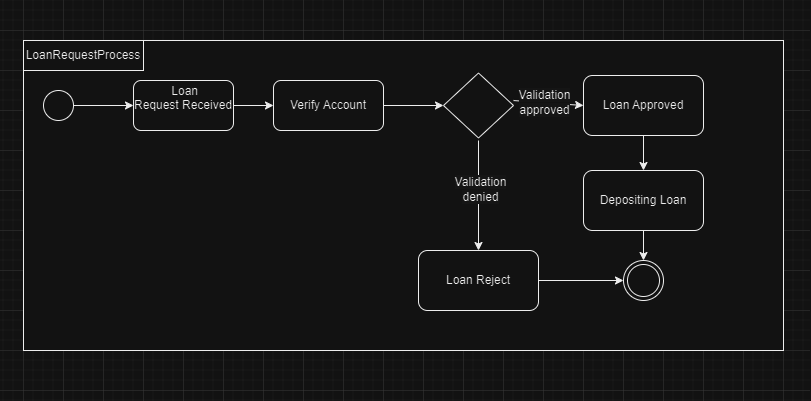 LoanRequestProcess
Loan
Request Received
Verify Account
Validation
approved
Loan Approved
Validation
denied
Depositing Loan
Loan Reject